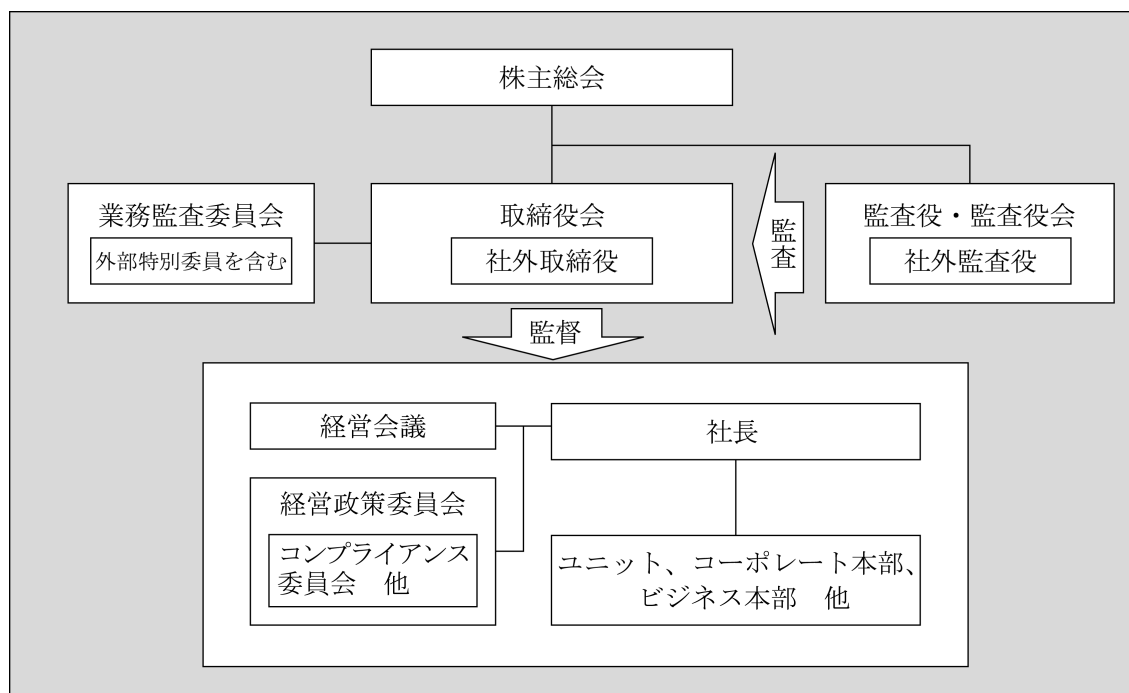 株主総会
業務監査委員会
外部特別委員を含む
取締役会
社外取締役
監査
監査役・監査役会
社外監査役
監督
経営会議
社長
経営政策委員会
コンプライアンス
委員会　他
ユニット、コーポレート本部、
ビジネス本部　他